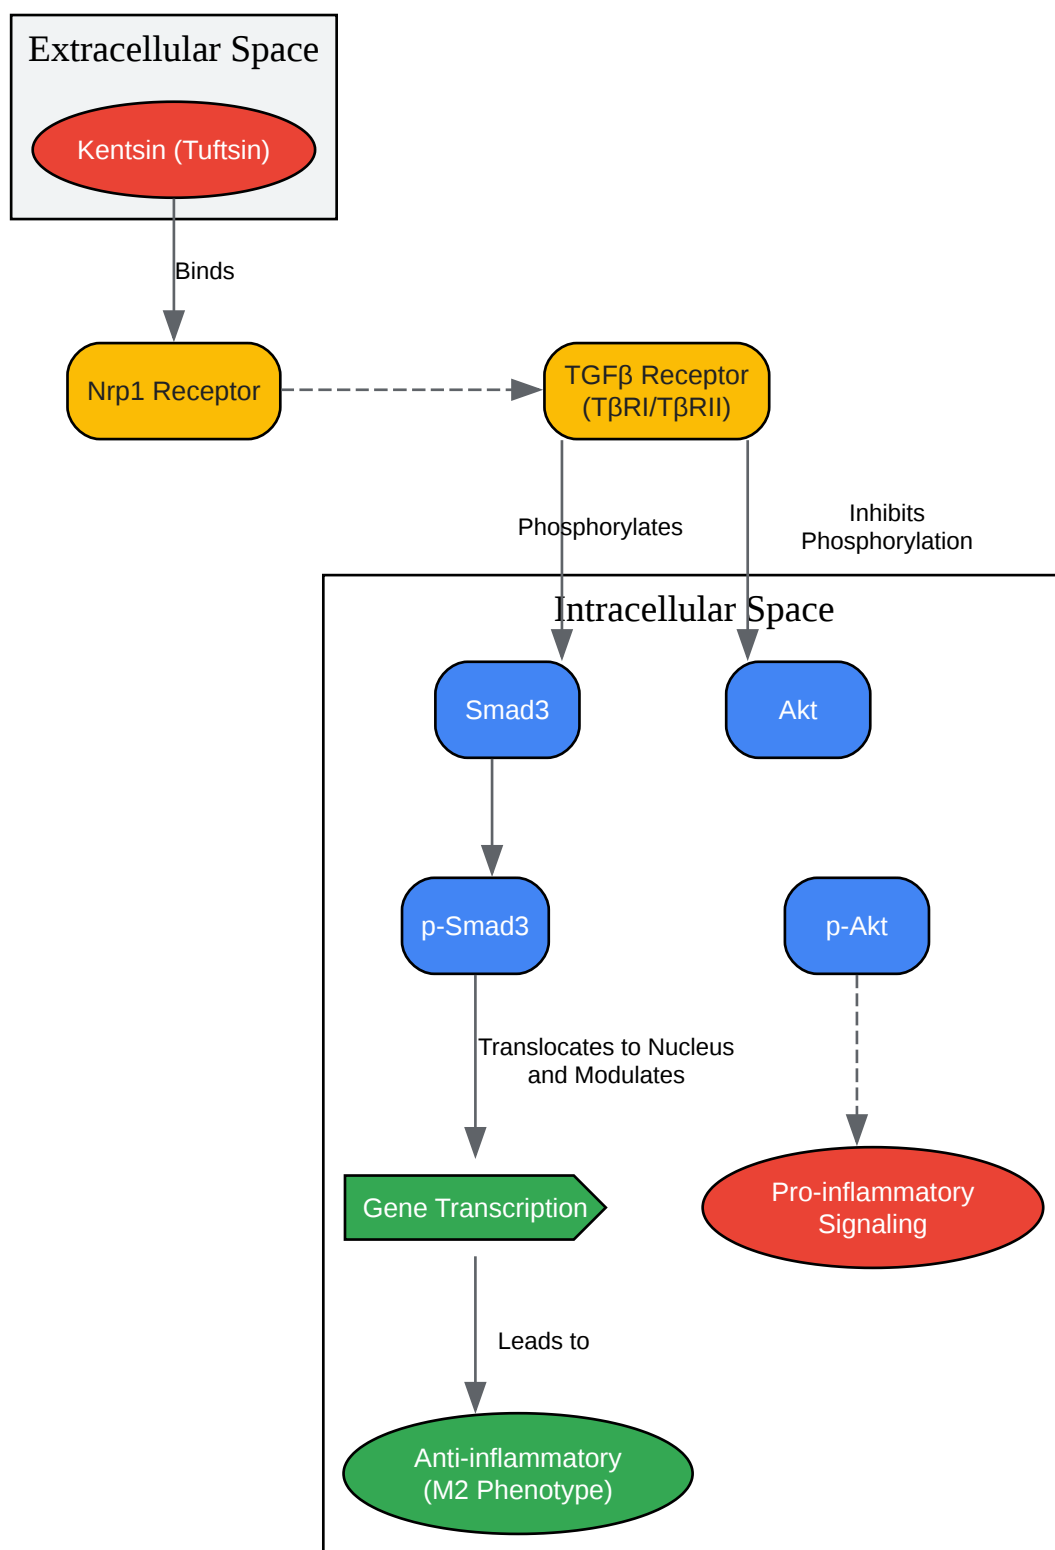 Extracellular Space
Kentsin (Tuftsin)
Binds
Nrp1 Receptor
TGFβ Receptor
(TβRI/TβRII)
Phosphorylates
Inhibits
Phosphorylation
Intracellular Space
Smad3
Akt
p-Smad3
p-Akt
Translocates to Nucleus
and Modulates
Gene Transcription
Pro-inflammatory
Signaling
Leads to
Anti-inflammatory
(M2 Phenotype)